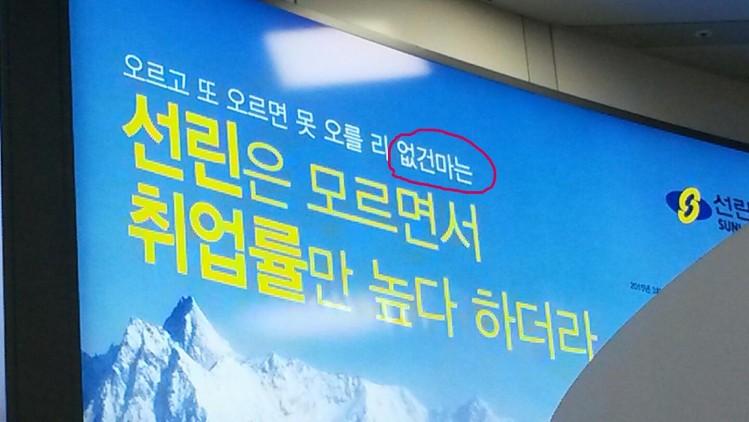 오르고 또 오르면 못 오를 리 없건마는
선린은 모르면서
취업률만 높다 하더라
선린